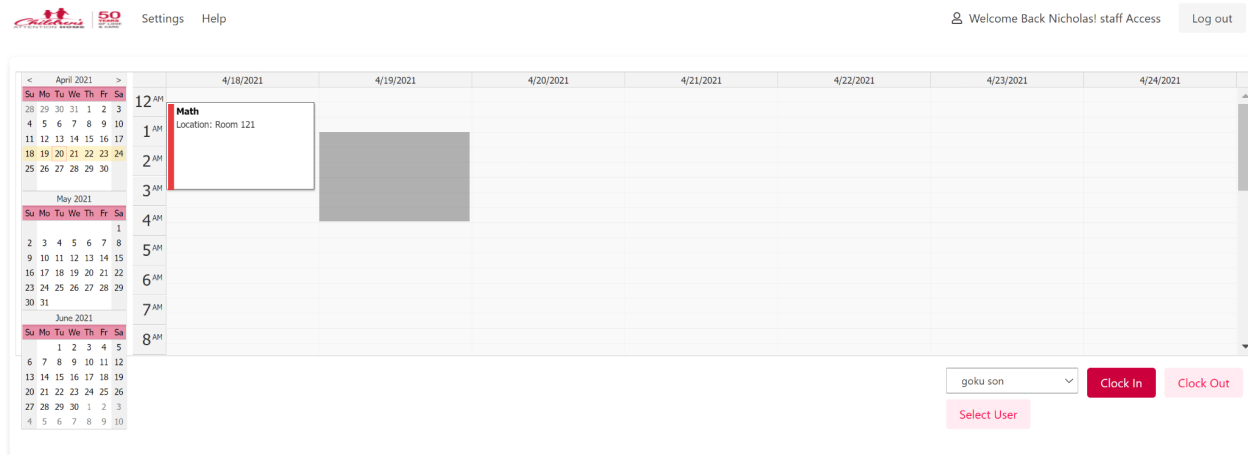 Children's
ATTENTION HOME
50
YEARS
OF LOVE
& CARE
Settings Help
Welcome Back Nicholas! staff Access
Log out
< April 2021 >
Su Mo Tu We Th Fr Sa
28 29 30 31 1 2 3
4 5 6 7 8 9 10
11 12 13 14 15 16 17
18 19 20 21 22 23 24
25 26 27 28 29 30
May 2021
Su Mo Tu We Th Fr Sa
1
2 3 4 5 6 7 8
9 10 11 12 13 14 15
16 17 18 19 20 21 22
23 24 25 26 27 28 29
30 31
June 2021
Su Mo Tu We Th Fr Sa
1 2 3 4 5
6 7 8 9 10 11 12
13 14 15 16 17 18 19
20 21 22 23 24 25 26
27 28 29 30 1 2 3
4 5 6 7 8 9 10
4/18/2021 4/19/2021 4/20/2021 4/21/2021 4/22/2021 4/23/2021 4/24/2021
12 AM
1 AM
2 AM
3 AM
4 AM
5 AM
6 AM
7 AM
8 AM
Math
Location: Room 121
goku son
Clock In
Clock Out
Select User